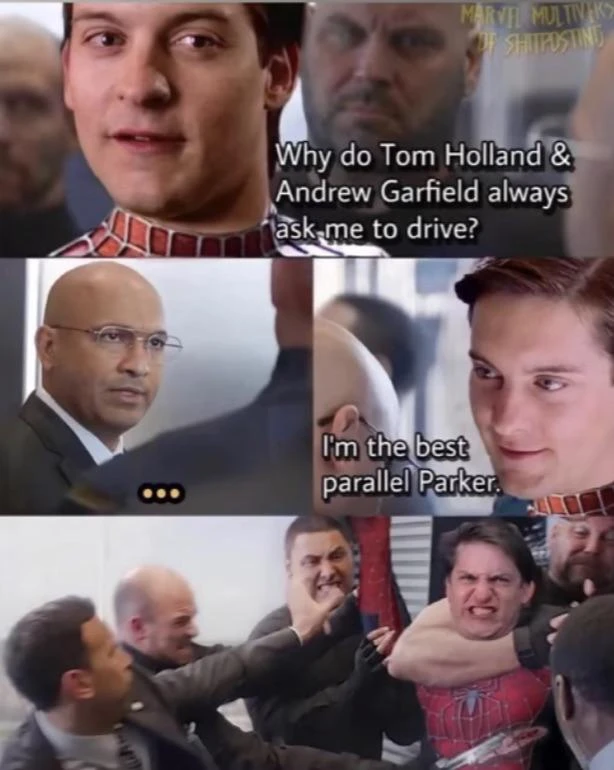 MARVEL MULTIVERSE
OF SHITPOSTING
Why do Tom Holland &
Andrew Garfield always
ask me to drive?
...
I'm the best
parallel Parker.